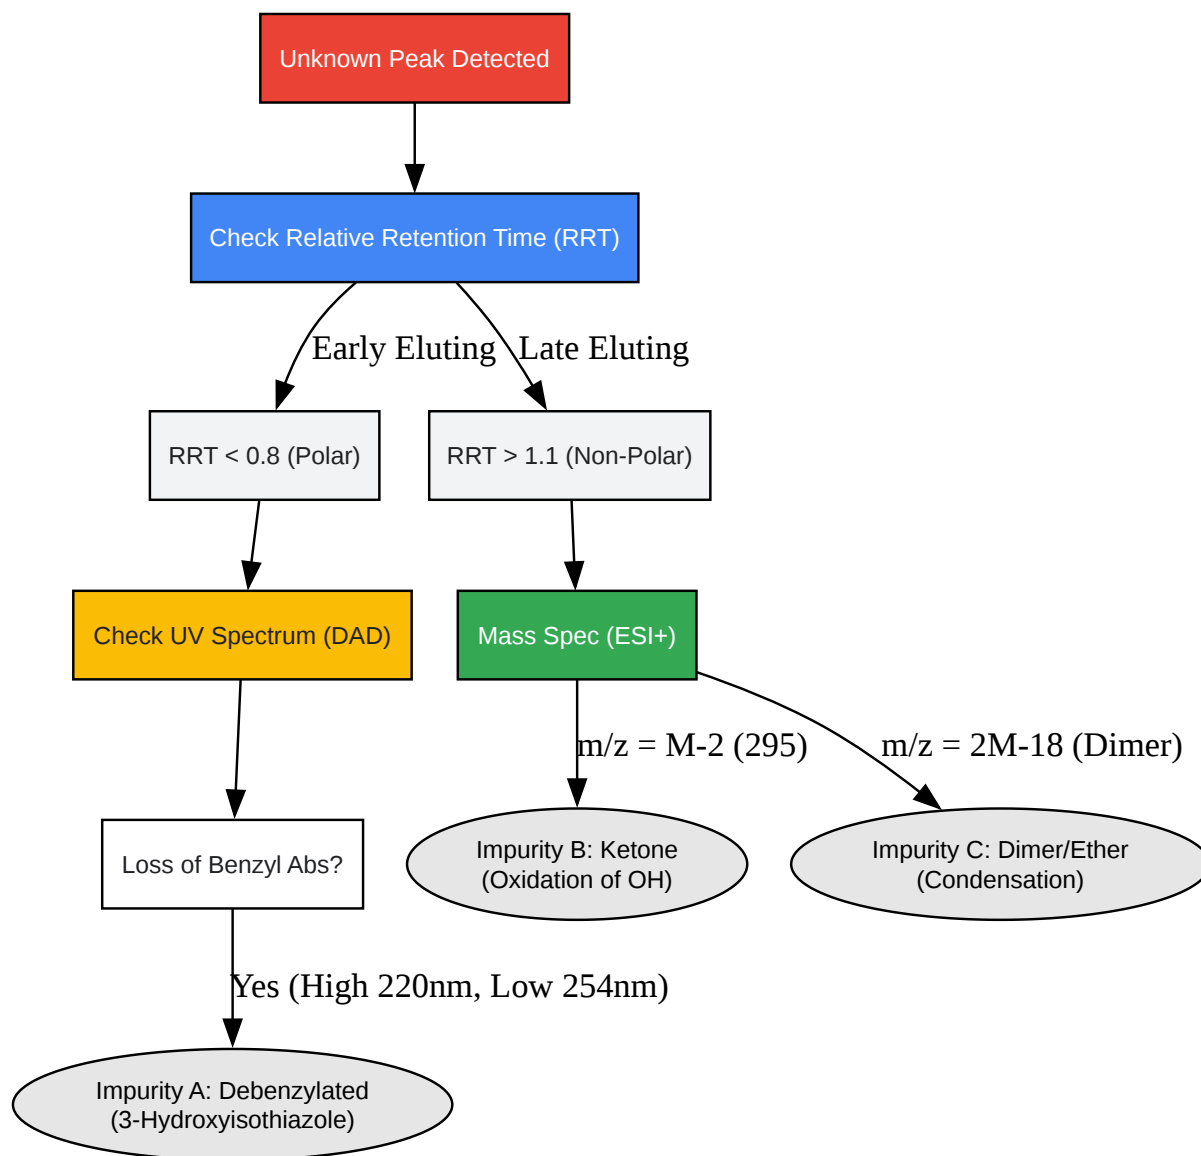 Unknown Peak Detected
Check Relative Retention Time (RRT)
Early Eluting
Late Eluting
RRT < 0.8 (Polar)
RRT > 1.1 (Non-Polar)
Check UV Spectrum (DAD)
Mass Spec (ESI+)
m/z = M-2 (295)
m/z = 2M-18 (Dimer)
Loss of Benzyl Abs?
Impurity B: Ketone
(Oxidation of OH)
Impurity C: Dimer/Ether
(Condensation)
Yes (High 220nm, Low 254nm)
Impurity A: Debenzylated
(3-Hydroxyisothiazole)